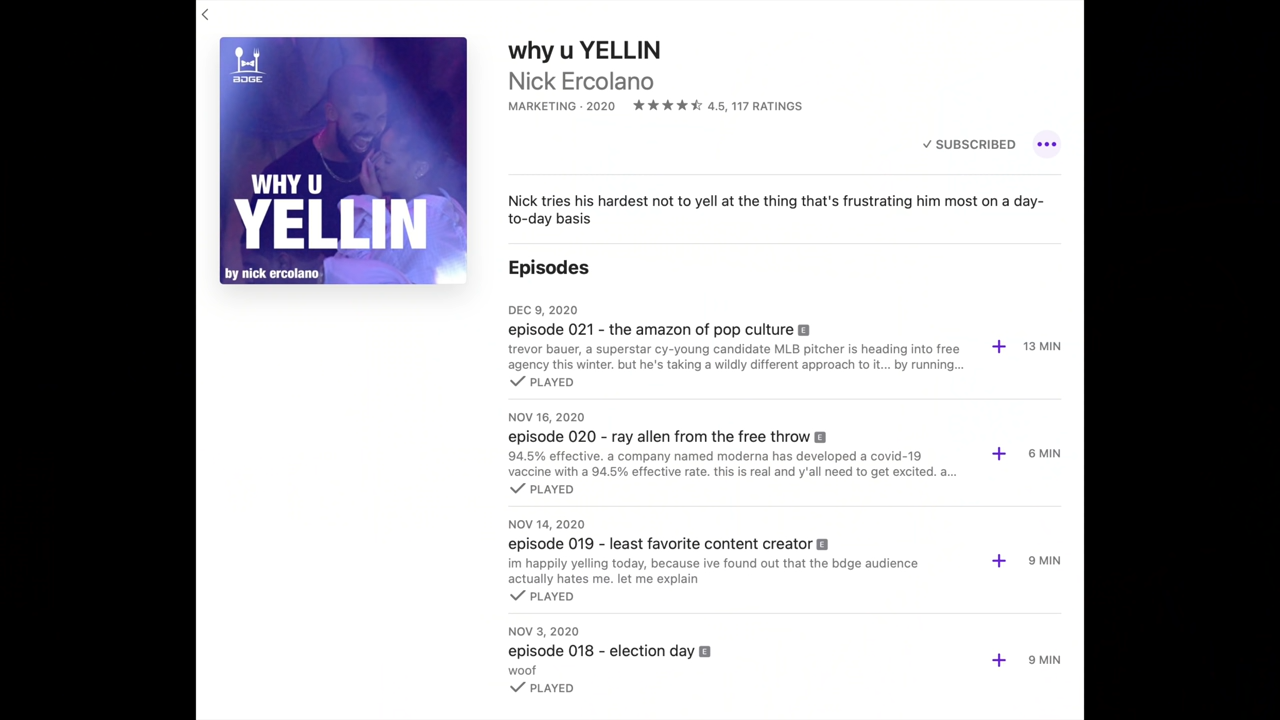 BDGE
WHY U
YELLIN
by nick ercolano
why u YELLIN
Nick Ercolano
MARKETING · 2020 ★★★★⯪ 4.5, 117 RATINGS
✓ SUBSCRIBED
Nick tries his hardest not to yell at the thing that's frustrating him most on a day-
to-day basis
Episodes
DEC 9, 2020
episode 021 - the amazon of pop culture E
trevor bauer, a superstar cy-young candidate MLB pitcher is heading into free
agency this winter. but he's taking a wildly different approach to it... by running...
PLAYED
13 MIN
NOV 16, 2020
episode 020 - ray allen from the free throw E
94.5% effective. a company named moderna has developed a covid-19
vaccine with a 94.5% effective rate. this is real and y'all need to get excited. a...
PLAYED
6 MIN
NOV 14, 2020
episode 019 - least favorite content creator E
im happily yelling today, because ive found out that the bdge audience
actually hates me. let me explain
PLAYED
9 MIN
NOV 3, 2020
episode 018 - election day E
woof
PLAYED
9 MIN